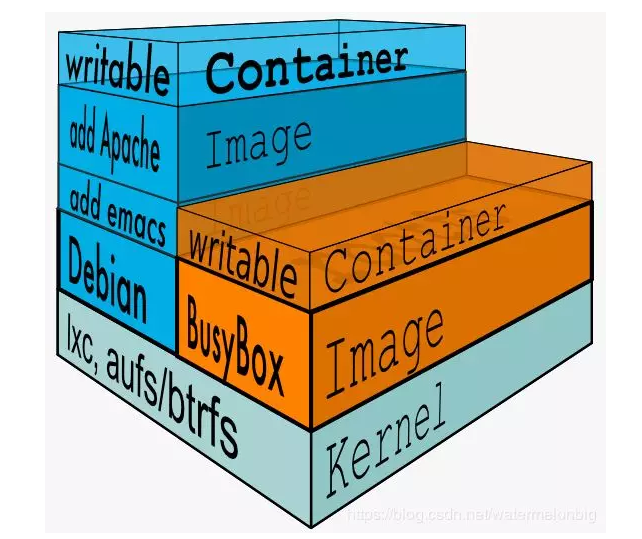 writable Container
add Apache Image
add emacs Image
writable Container
Debian
BusyBox Image
lxc, aufs/btrfs Kernel
https://blog.csdn.net/watermelonbig